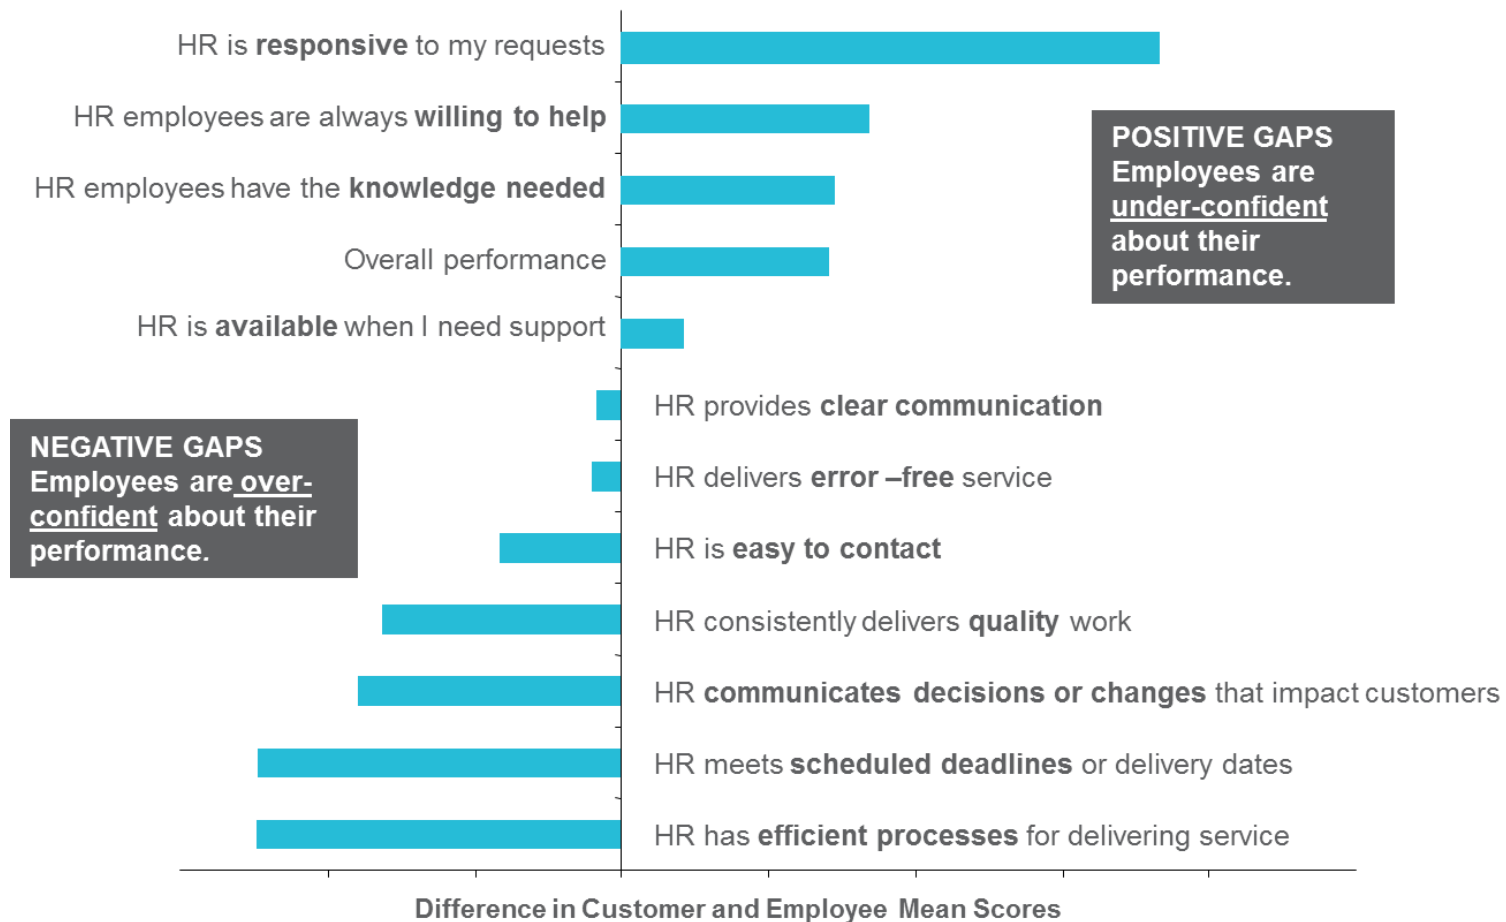 HR is responsive to my requests
HR employees are always willing to help
HR employees have the knowledge needed
Overall performance
HR is available when I need support
POSITIVE GAPS
Employees are
under-confident
about their
performance.
HR provides clear communication
HR delivers error –free service
HR is easy to contact
HR consistently delivers quality work
HR communicates decisions or changes that impact customers
HR meets scheduled deadlines or delivery dates
HR has efficient processes for delivering service
NEGATIVE GAPS
Employees are over-
confident about their
performance.
Difference in Customer and Employee Mean Scores